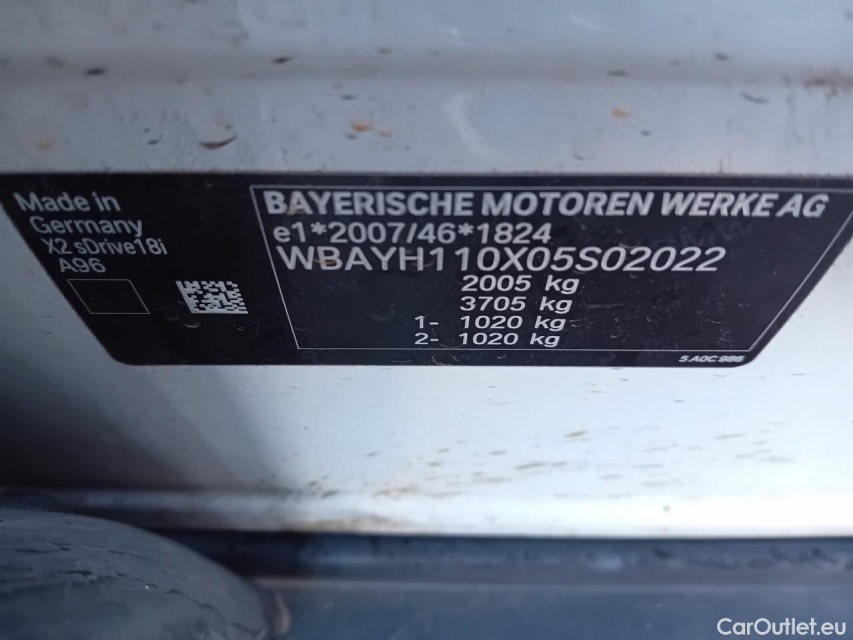 Made in
Germany
X2 sDrive18i
A96
BAYERISCHE MOTOREN WERKE AG
e1*2007/46*1824
WBAYH110X05S02022
2005 kg
3705 kg
1- 1020 kg
2- 1020 kg
5 A0C 986
CarOutlet.eu